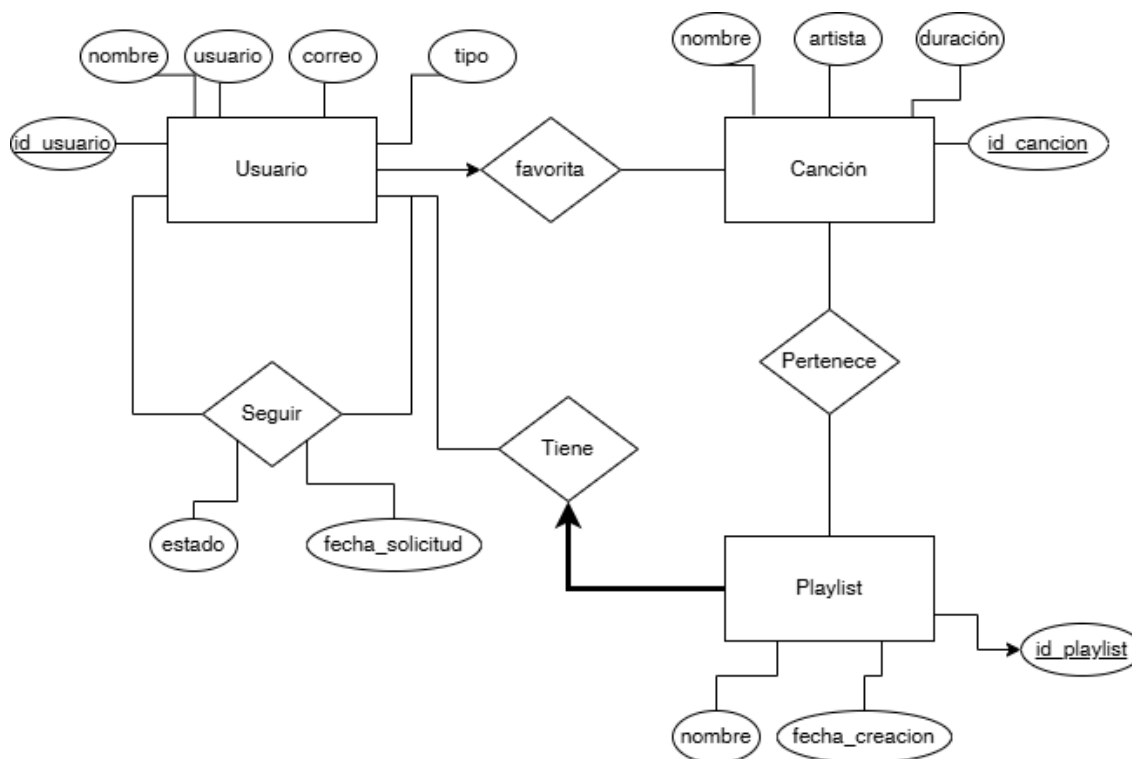 nombre
usuario
correo
tipo
nombre
artista
duración
id_usuario
Usuario
favorita
Canción
id_cancion
Pertenece
Seguir
Tiene
estado
fecha_solicitud
Playlist
id_playlist
nombre
fecha_creacion